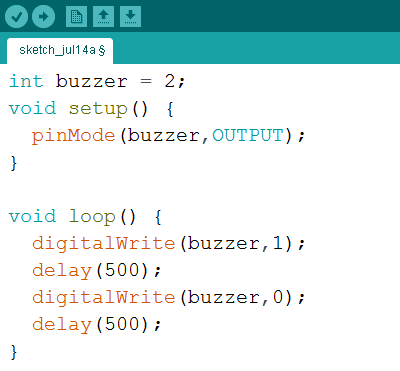 sketch_jul14a §
int buzzer = 2;
void setup() {
  pinMode(buzzer,OUTPUT);
}

void loop() {
  digitalWrite(buzzer,1);
  delay(500);
  digitalWrite(buzzer,0);
  delay(500);
}